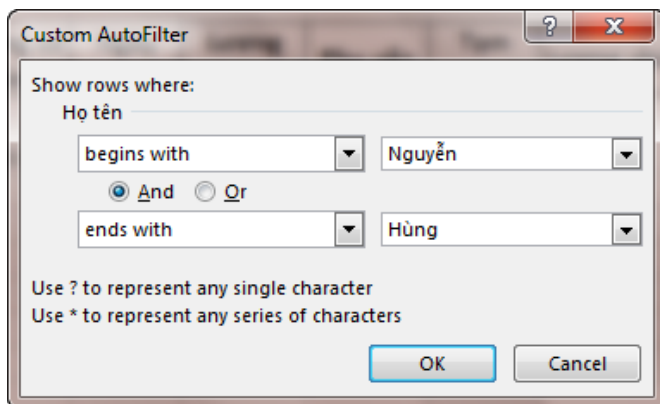 Custom AutoFilter
Show rows where:
Họ tên
begins with Nguyễn
And Or
ends with Hùng
Use ? to represent any single character
Use * to represent any series of characters
OK Cancel